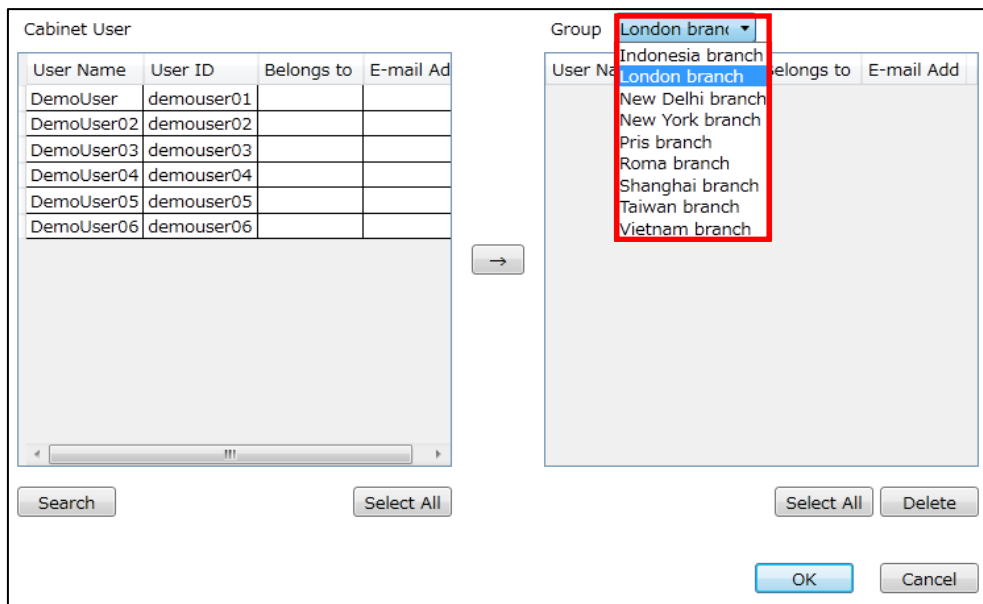 Cabinet User
Group London branc
User Name User ID Belongs to E-mail Ad
DemoUser demouser01
DemoUser02 demouser02
DemoUser03 demouser03
DemoUser04 demouser04
DemoUser05 demouser05
DemoUser06 demouser06
Search
Select All
→
Indonesia branch
London branch
New Delhi branch
New York branch
Pris branch
Roma branch
Shanghai branch
Taiwan branch
Vietnam branch
User Na elongs to E-mail Add
Select All
Delete
OK
Cancel